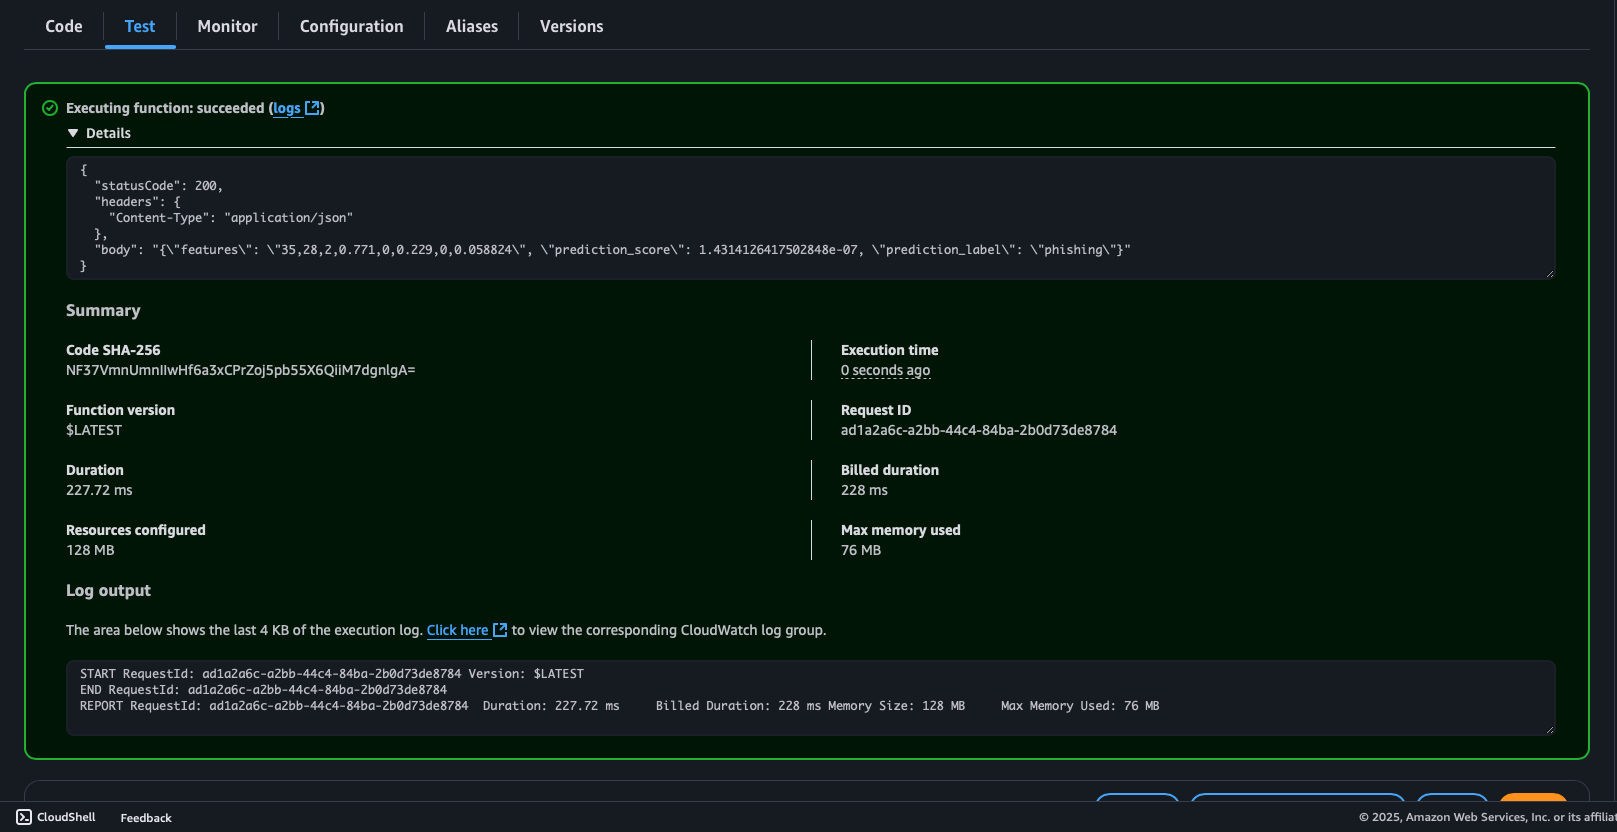 Code Test Monitor Configuration Aliases Versions
Executing function: succeeded (logs)
Details
{
  "statusCode": 200,
  "headers": {
    "Content-Type": "application/json"
  },
  "body": "{\"features\": \"35,28,2,0.771,0,0.229,0,0.058824\", \"prediction_score\": 1.4314126417502848e-07, \"prediction_label\": \"phishing\"}"
}
Summary
Code SHA-256
NF37VmnUmnIIwHf6a3xCPrZoj5pb55X6QiiM7dgnlgA=
Execution time
0 seconds ago
Function version
$LATEST
Request ID
ad1a2a6c-a2bb-44c4-84ba-2b0d73de8784
Duration
227.72 ms
Billed duration
228 ms
Resources configured
128 MB
Max memory used
76 MB
Log output
The area below shows the last 4 KB of the execution log. Click here to view the corresponding CloudWatch log group.
START RequestId: ad1a2a6c-a2bb-44c4-84ba-2b0d73de8784 Version: $LATEST
END RequestId: ad1a2a6c-a2bb-44c4-84ba-2b0d73de8784
REPORT RequestId: ad1a2a6c-a2bb-44c4-84ba-2b0d73de8784 Duration: 227.72 ms Billed Duration: 228 ms Memory Size: 128 MB Max Memory Used: 76 MB
CloudShell Feedback © 2025, Amazon Web Services, Inc. or its affilia